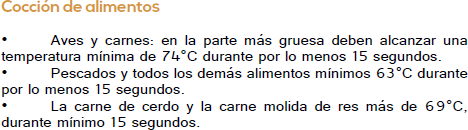 Cocción de alimentos
• Aves y carnes: en la parte más gruesa deben alcanzar una
temperatura mínima de 74°C durante por lo menos 15 segundos.
• Pescados y todos los demás alimentos mínimos 63°C durante
por lo menos 15 segundos.
• La carne de cerdo y la carne molida de res más de 69°C,
durante mínimo 15 segundos.